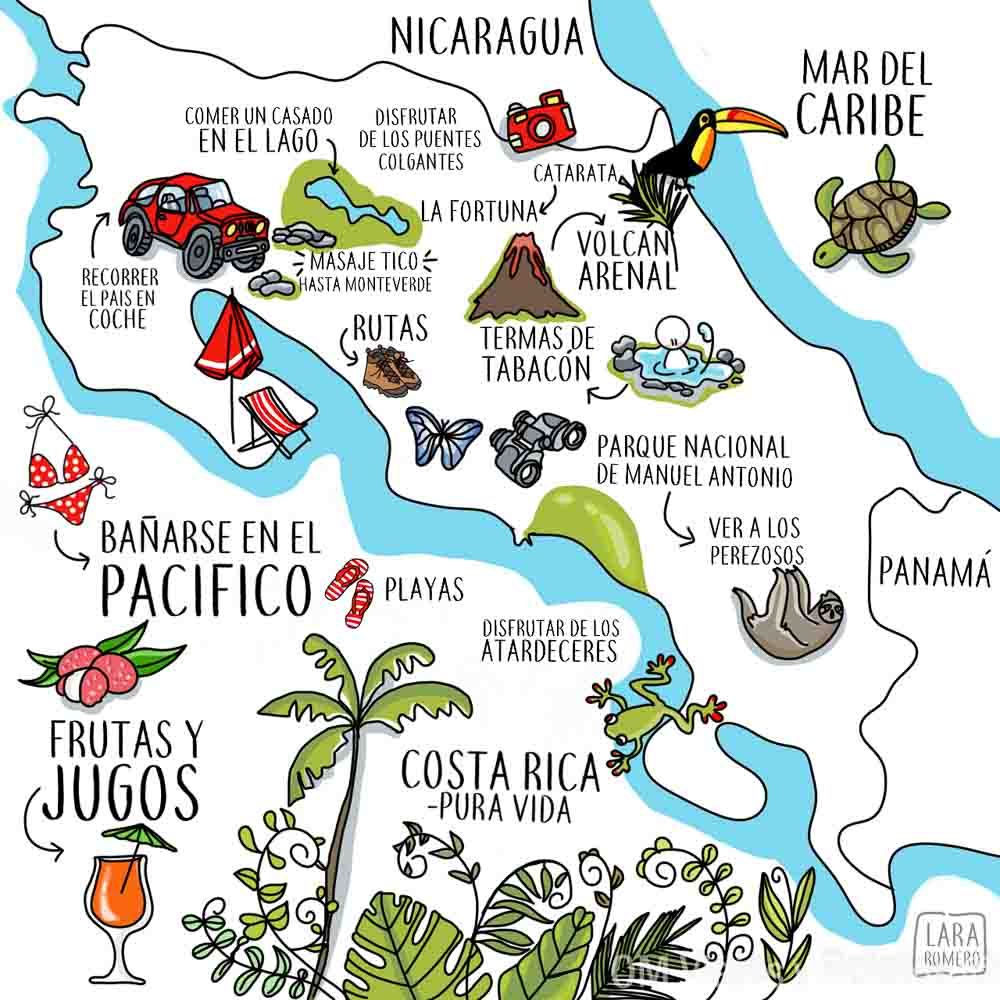 NICARAGUA
MAR DEL
CARIBE
COMER UN CASADO
EN EL LAGO
DISFRUTAR
DE LOS PUENTES
COLGANTES
CATARATA
LA FORTUNA
VOLCAN
ARENAL
MASAJE TICO
HASTA MONTEVERDE
RECORRER
EL PAIS EN
COCHE
RUTAS
TERMAS DE
TABACÓN
PARQUE NACIONAL
DE MANUEL ANTONIO
VER A LOS
PEREZOSOS
PANAMÁ
BAÑARSE EN EL
PACIFICO
PLAYAS
DISFRUTAR DE LOS
ATARDECERES
FRUTAS Y
JUGOS
COSTA RICA
-PURA VIDA
LARA
ROMERO